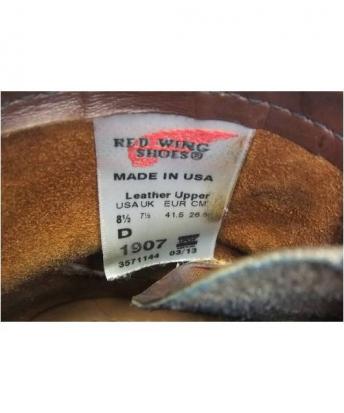 RED WING
SHOES®
MADE IN USA
Leather Upper
USA UK EUR CM
8½ 7½ 41.5 26.5
D
1907
3571144 03/13